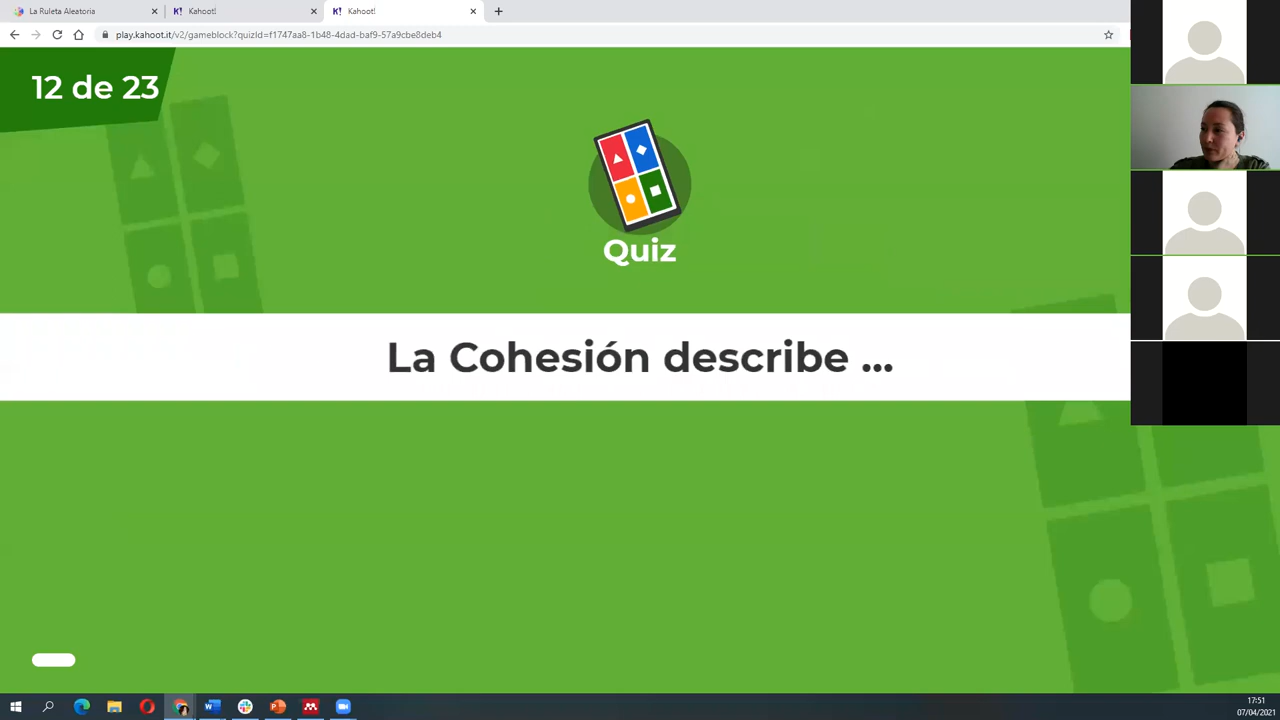 La Ruleta Aleatoria
K! Kahoot!
K! Kahoot!
play.kahoot.it/v2/gameblock?quizId=f1747aa8-1b48-4dad-baf9-57a9cbe8deb4
12 de 23
Quiz
La Cohesión describe ...
17:51
07/04/2021